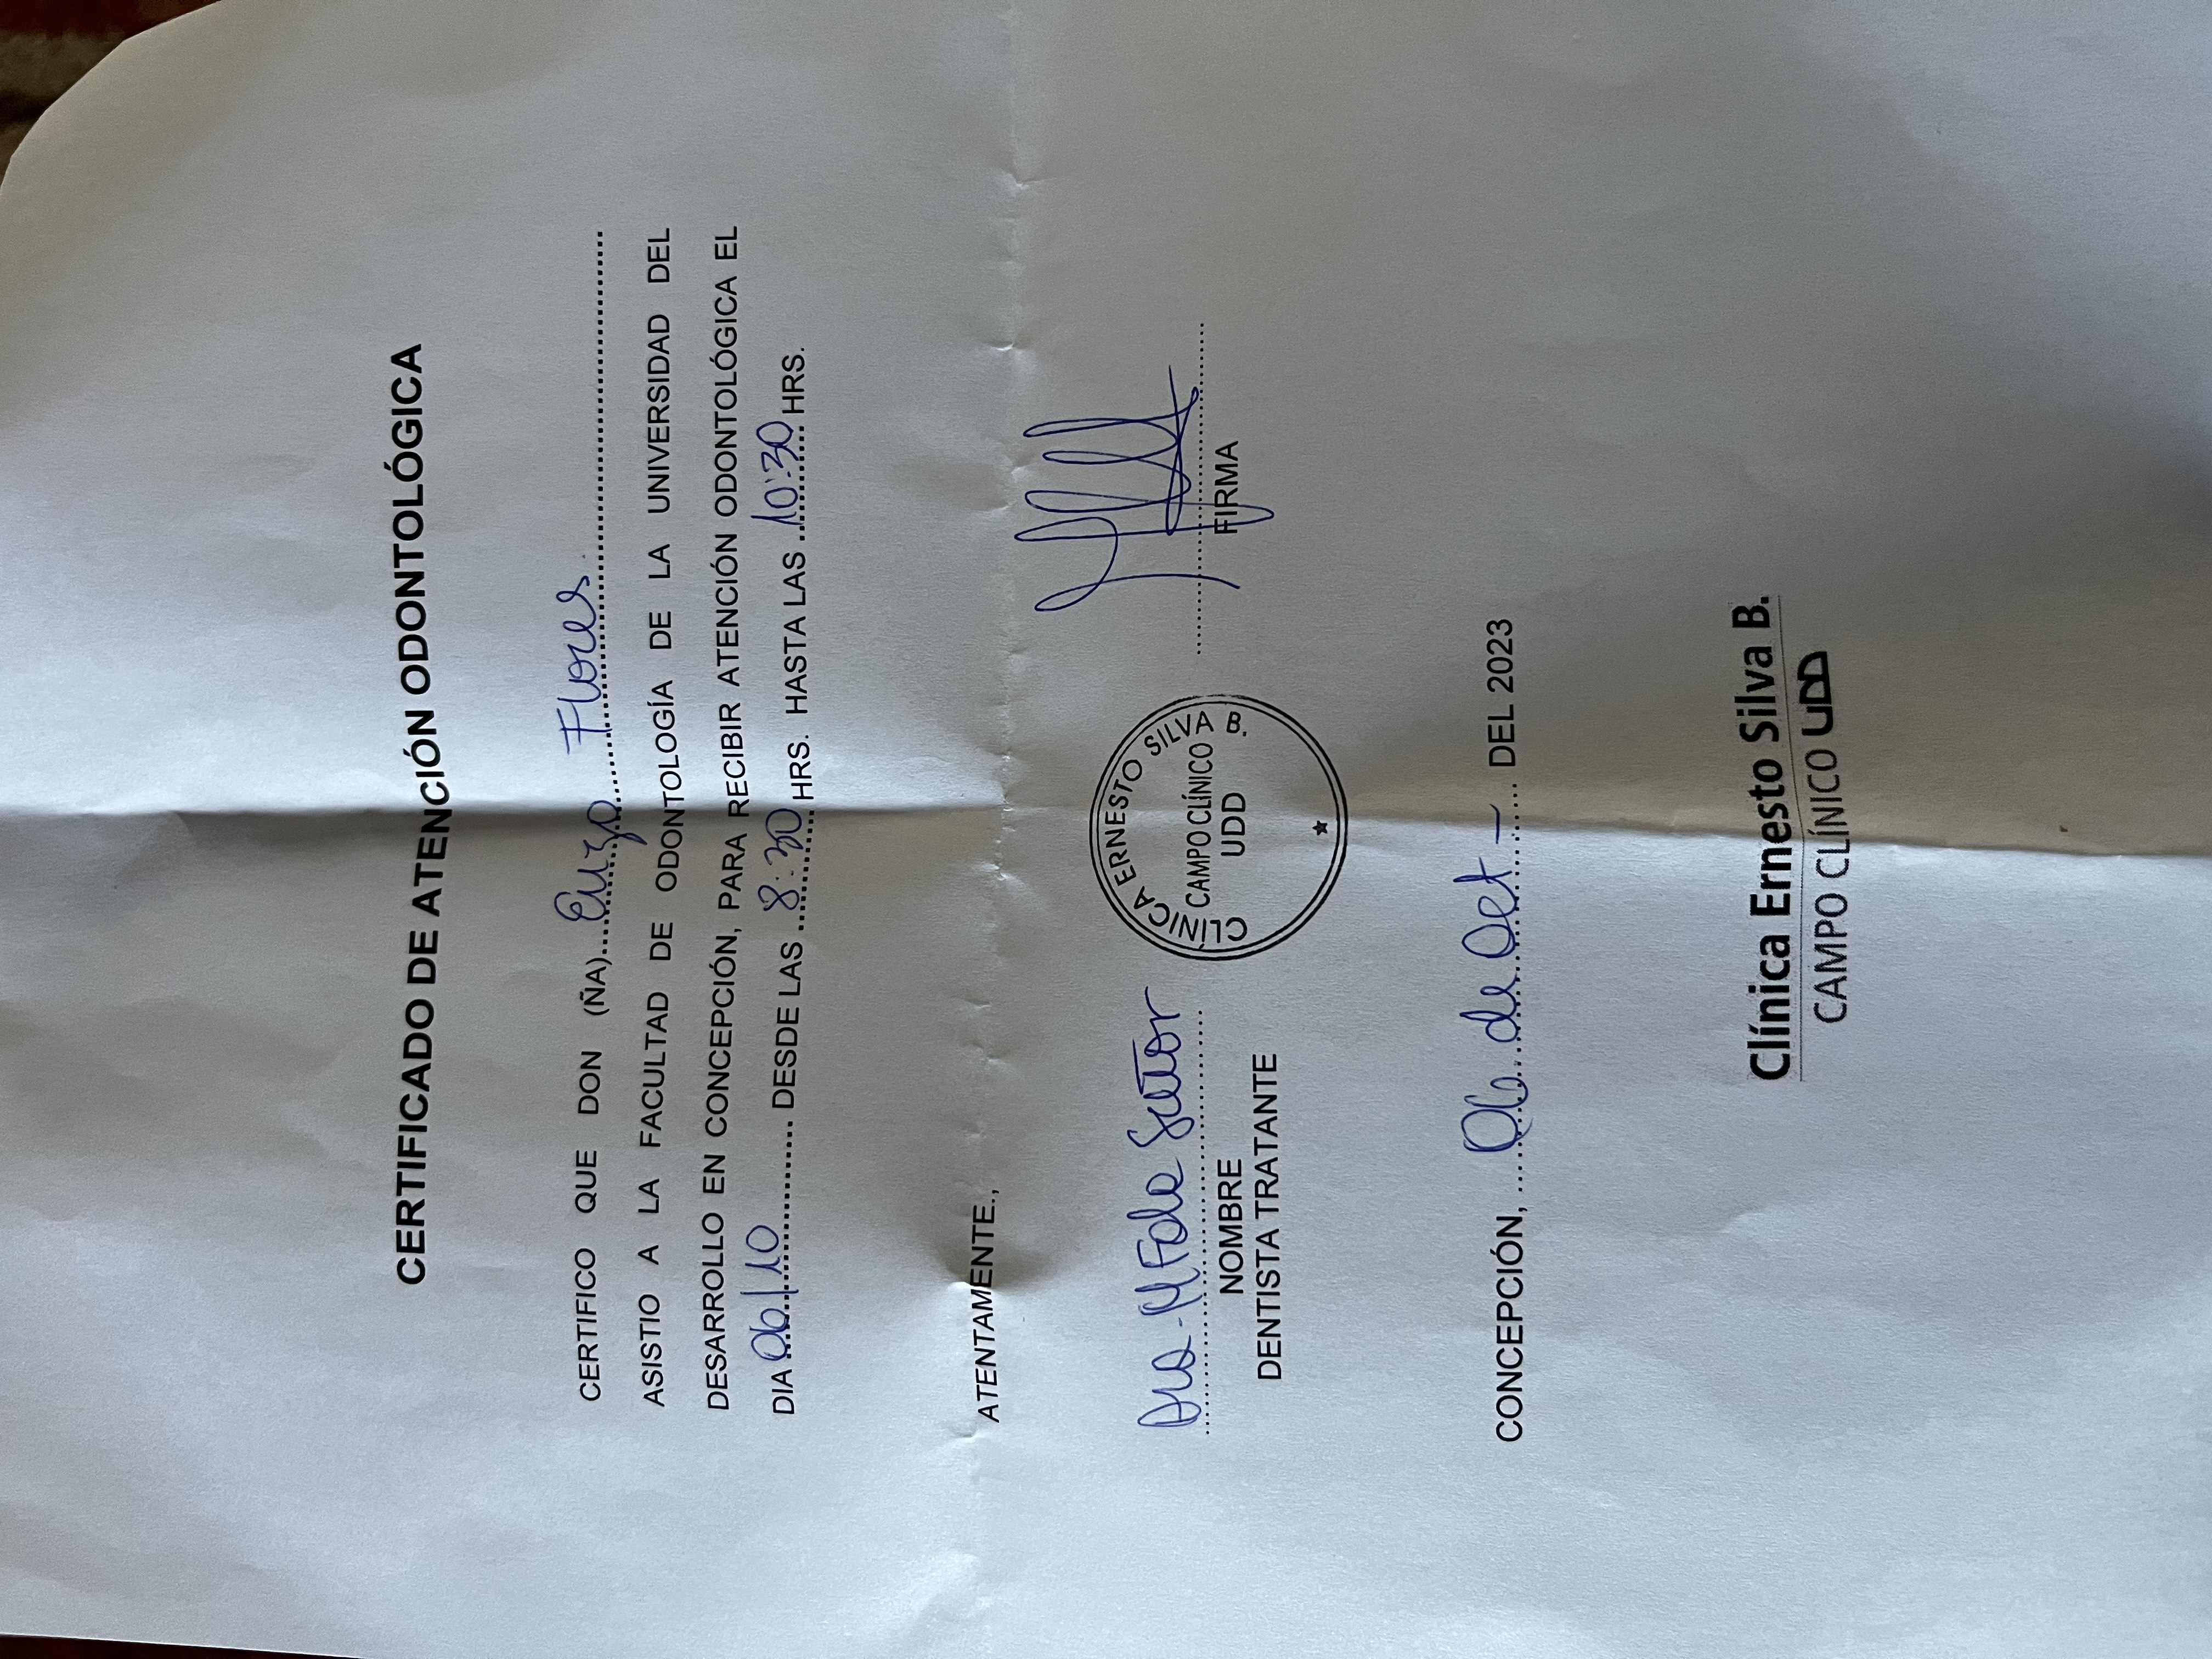 CERTIFICADO DE ATENCIÓN ODONTOLÓGICA
CERTIFICO QUE DON (ÑA) Enzo Flores
ASISTIO A LA FACULTAD DE ODONTOLOGÍA DE LA UNIVERSIDAD DEL
DESARROLLO EN CONCEPCIÓN, PARA RECIBIR ATENCIÓN ODONTOLÓGICA EL
DIA 06/10 DESDE LAS 8:30 HRS. HASTA LAS 10:30 HRS.
ATENTAMENTE.,
NOMBRE
DENTISTA TRATANTE
CLÍNICA ERNESTO SILVA B.
CAMPO CLÍNICO
UDD
FIRMA
CONCEPCIÓN, 06 de Oct - DEL 2023
Clínica Ernesto Silva B.
CAMPO CLÍNICO UDD